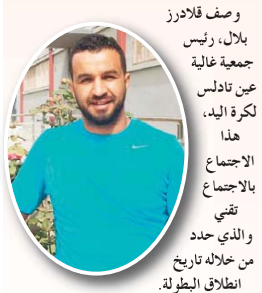 وصف قلادرز
بلال، رئيس
جمعية غالية
عين تادلس
لكرة اليد،
هذا
الاجتماع
بالاجتماع
تقني
والذي حدد
من خلاله تاريخ
انطلاق البطولة.